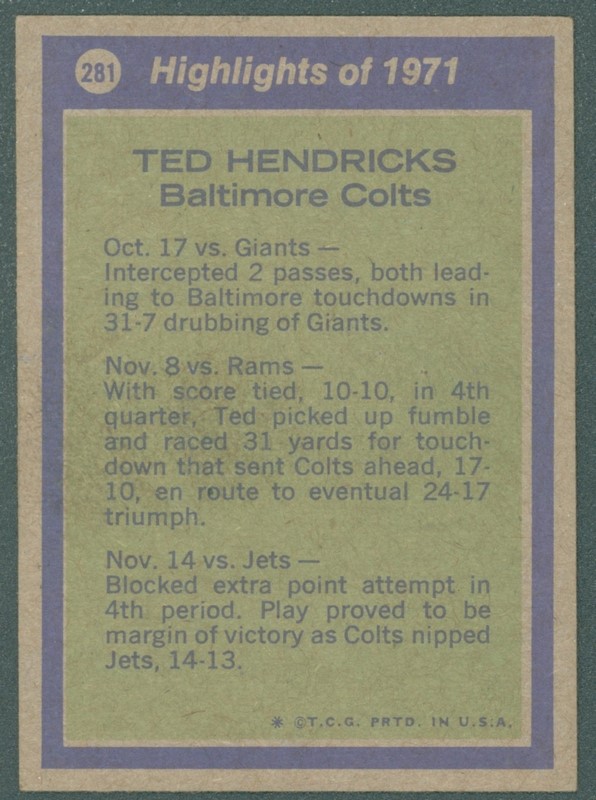 281 Highlights of 1971
TED HENDRICKS
Baltimore Colts
Oct. 17 vs. Giants —
Intercepted 2 passes, both lead-
ing to Baltimore touchdowns in
31-7 drubbing of Giants.
Nov. 8 vs. Rams —
With score tied, 10-10, in 4th
quarter, Ted picked up fumble
and raced 31 yards for touch-
down that sent Colts ahead, 17-
10, en route to eventual 24-17
triumph.
Nov. 14 vs. Jets —
Blocked extra point attempt in
4th period. Play proved to be
margin of victory as Colts nipped
Jets, 14-13.
* ©T.C.G. PRTD. IN U.S.A.